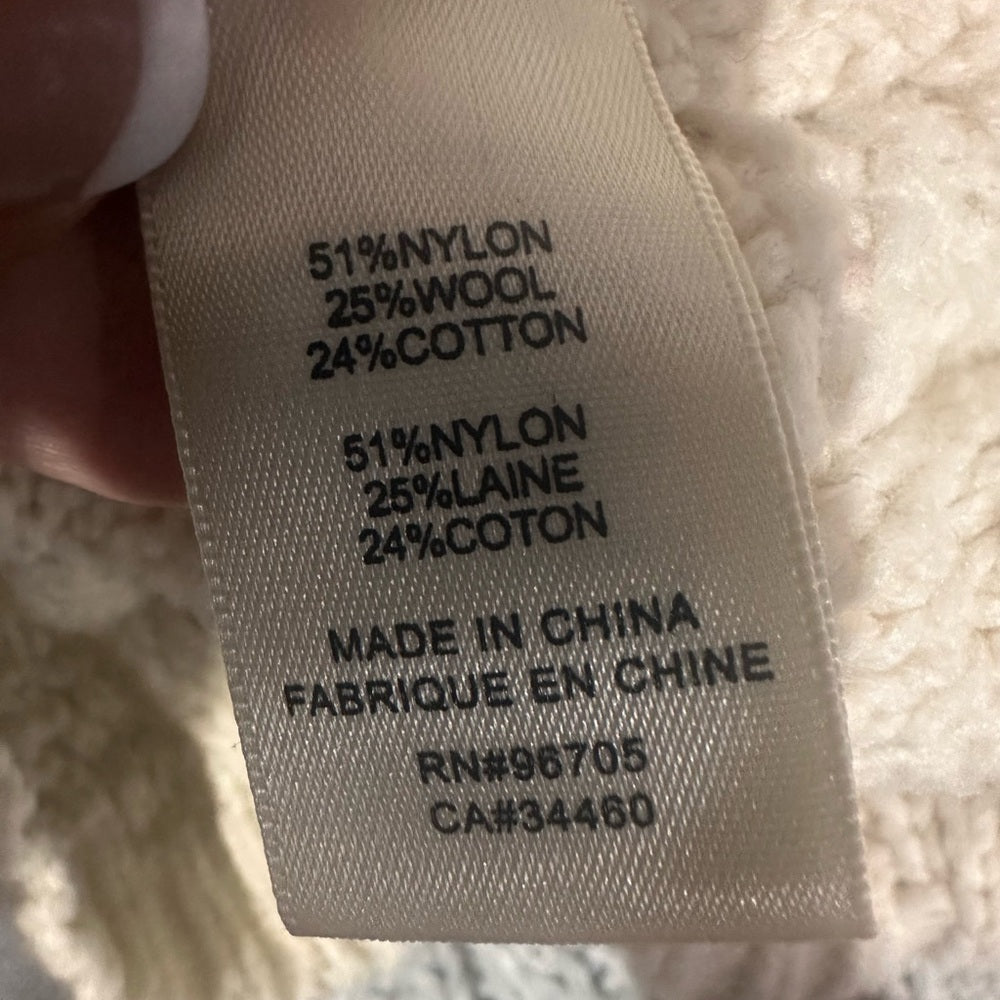 51%NYLON
25%WOOL
24%COTTON
51%NYLON
25%LAINE
24%COTON
MADE IN CHINA
FABRIQUE EN CHINE
RN#96705
CA#34460